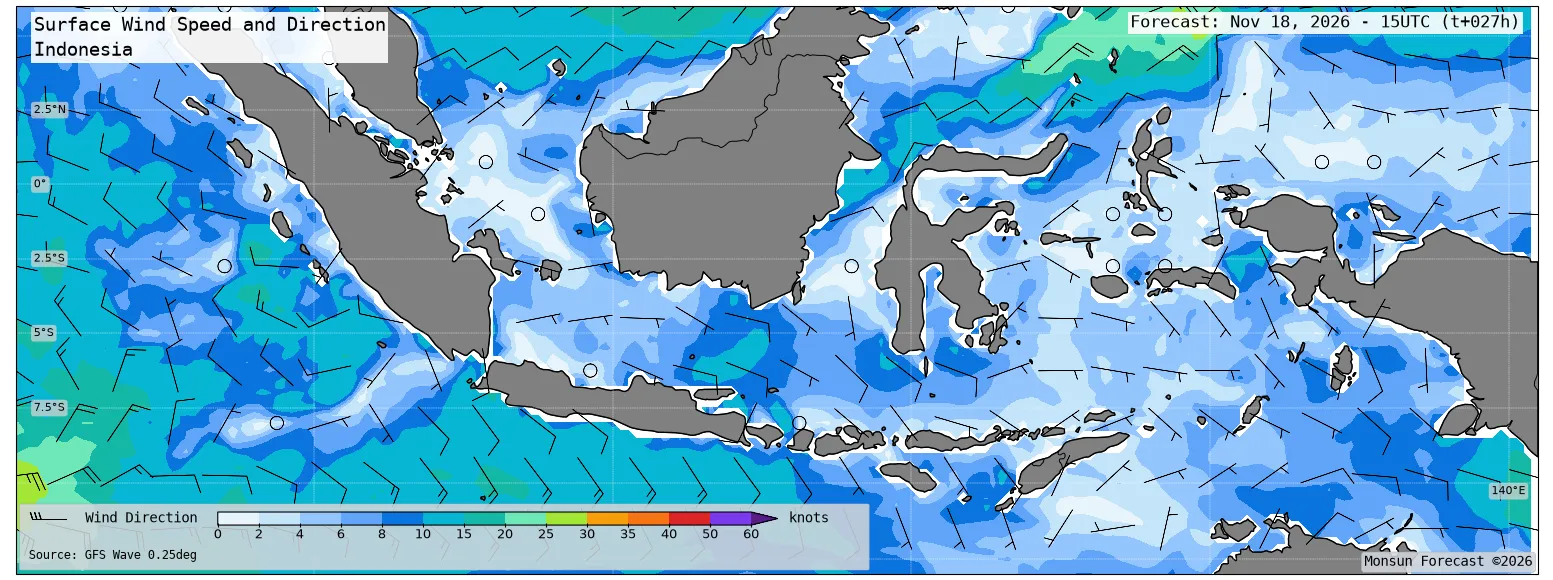 Surface Wind Speed and Direction
Indonesia
Forecast: Nov 18, 2026 - 15UTC (t+027h)
2.5°N
0°
2.5°S
5°S
7.5°S
140°E
Wind Direction
0 2 4 6 8 10 15 20 25 30 35 40 50 60
knots
Source: GFS Wave 0.25deg
Monsun Forecast ©2026